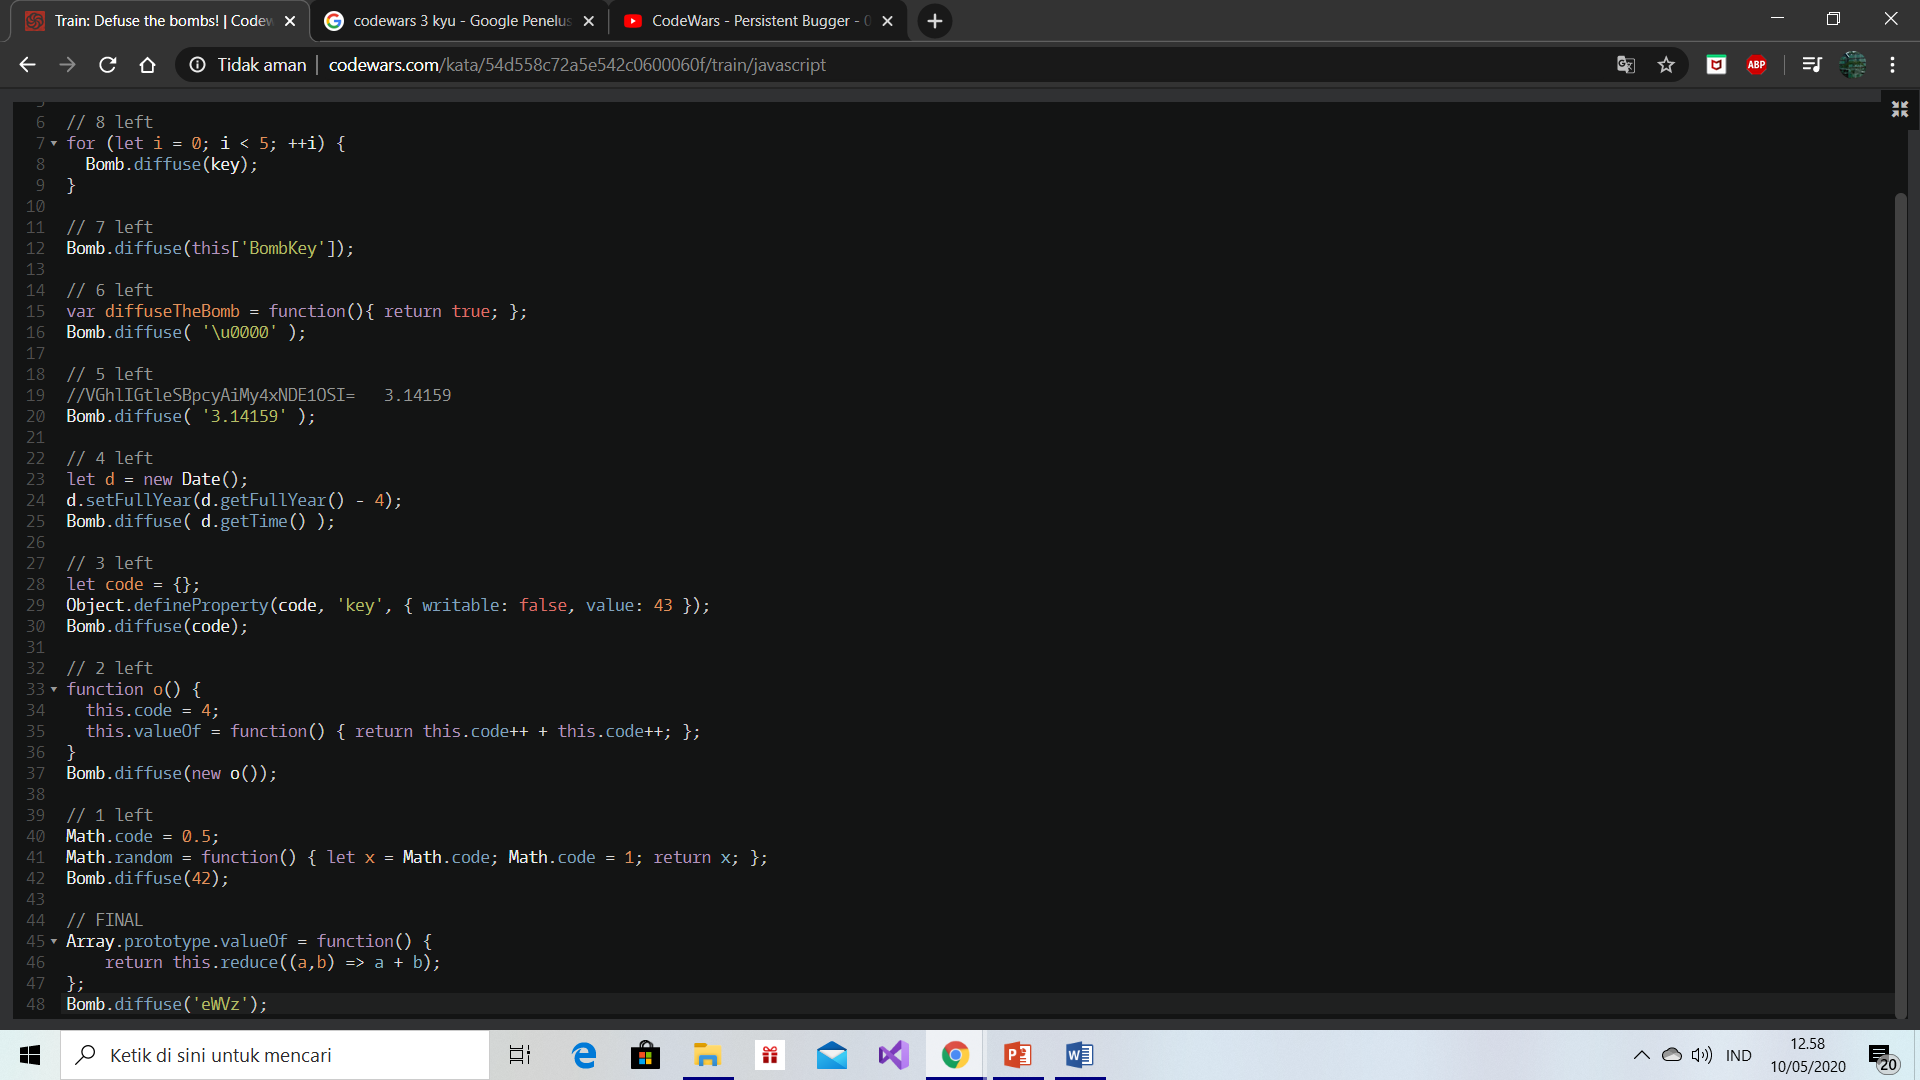 Train: Defuse the bombs! | Codew
codewars 3 kyu - Google Penelus
CodeWars - Persistent Bugger - 0
Tidak aman | codewars.com/kata/54d558c72a5e542c0600060f/train/javascript
ABP
6 // 8 left
7 for (let i = 0; i < 5; ++i) {
8 Bomb.diffuse(key);
9 }
10
11 // 7 left
12 Bomb.diffuse(this['BombKey']);
13
14 // 6 left
15 var diffuseTheBomb = function(){ return true; };
16 Bomb.diffuse( '\u0000' );
17
18 // 5 left
19 //VGhlIGtleSBpcyAiMy4xNDE1OSI= 3.14159
20 Bomb.diffuse( '3.14159' );
21
22 // 4 left
23 let d = new Date();
24 d.setFullYear(d.getFullYear() - 4);
25 Bomb.diffuse( d.getTime() );
26
27 // 3 left
28 let code = {};
29 Object.defineProperty(code, 'key', { writable: false, value: 43 });
30 Bomb.diffuse(code);
31
32 // 2 left
33 function o() {
34 this.code = 4;
35 this.valueOf = function() { return this.code++ + this.code++; };
36 }
37 Bomb.diffuse(new o());
38
39 // 1 left
40 Math.code = 0.5;
41 Math.random = function() { let x = Math.code; Math.code = 1; return x; };
42 Bomb.diffuse(42);
43
44 // FINAL
45 Array.prototype.valueOf = function() {
46 return this.reduce((a,b) => a + b);
47 };
48 Bomb.diffuse('eWVz');
Ketik di sini untuk mencari
IND
12.58
10/05/2020
20